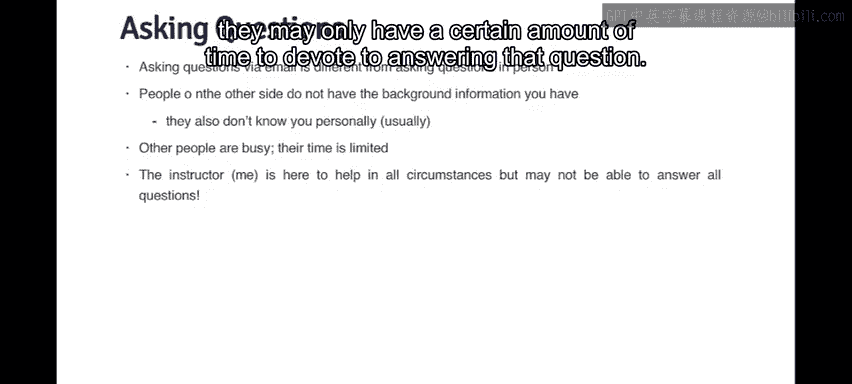 GPT中英字幕课程资源@bilibili.com
Asking Questions
they may only have a certain amount of
time to devote to answering that question.
· Asking questions via email is different from asking questions in person
· People o nthe other side do not have the background information you have
- they also don't know you personally (usually)
· Other people are busy; their time is limited
· The instructor (me) is here to help in all circumstances but may not be able to answer all
questions!